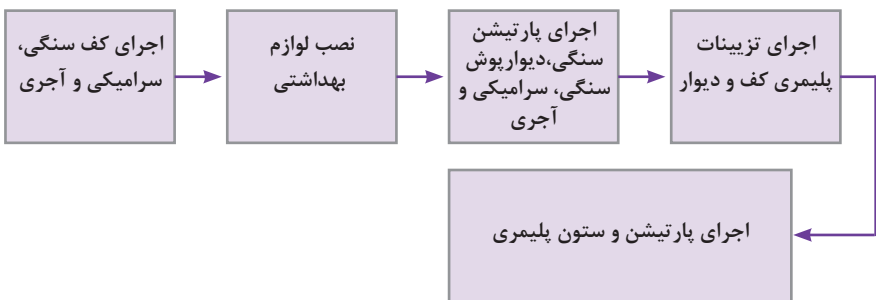 اجرای کف سنگی،
سرامیکی و آجری
نصب لوازم
بهداشتی
اجرای پارتیشن
سنگی،دیوارپوش
سنگی، سرامیکی و
آجری
اجرای تزیینات
پلیمری کف و دیوار
اجرای پارتیشن و ستون پلیمری